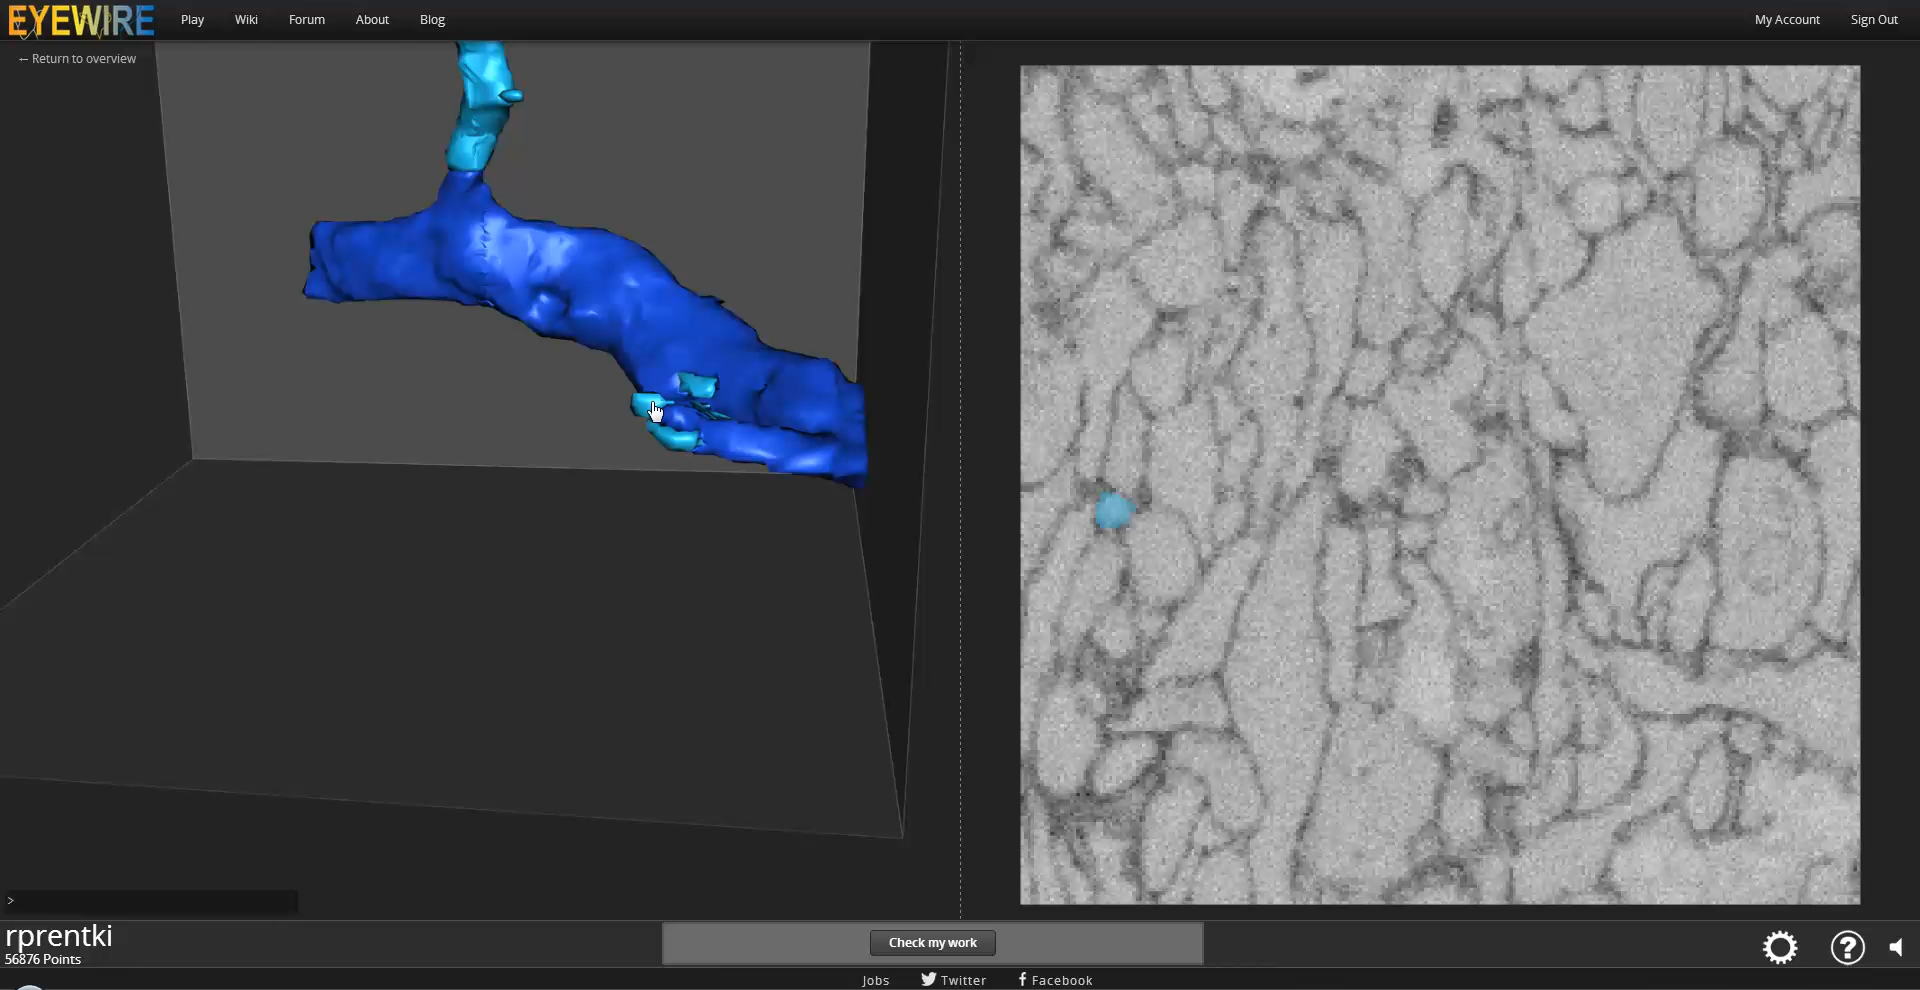 EYEWIRE Play Wiki Forum About Blog My Account Sign Out
← Return to overview
>
rprentki
56876 Points
Check my work
?
Jobs Twitter Facebook